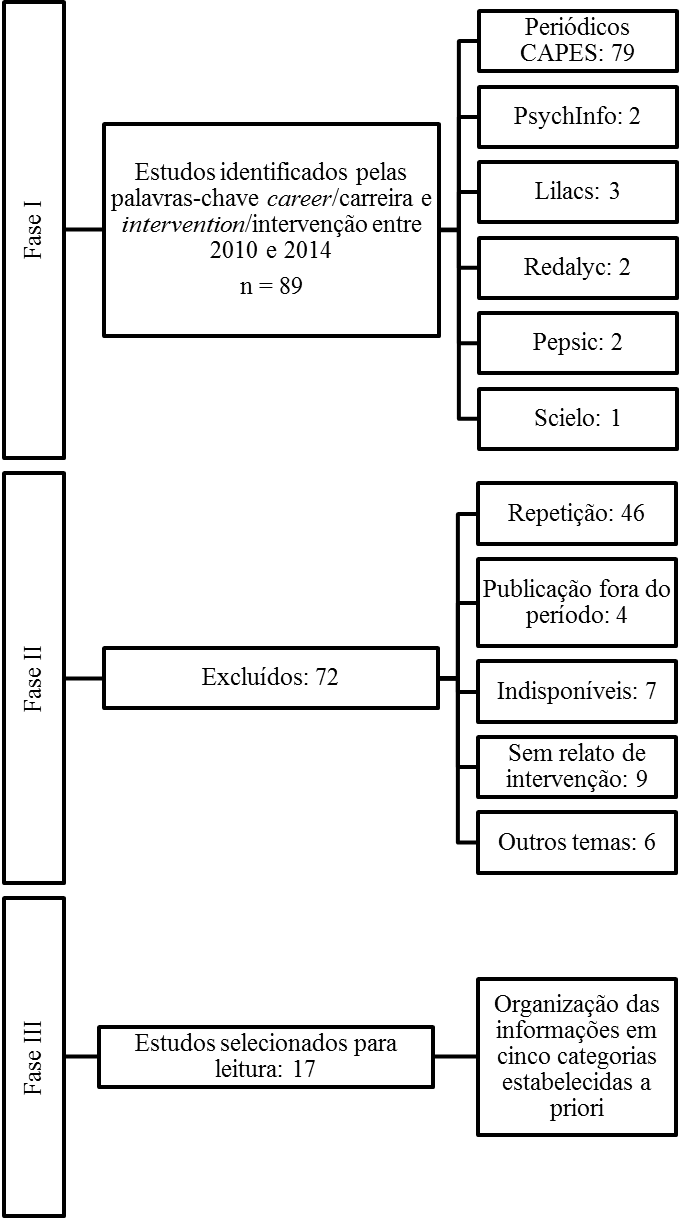 Fase I
Estudos identificados pelas
palavras-chave career/carreira e
intervention/intervenção entre
2010 e 2014
n = 89
Periódicos
CAPES: 79
PsychInfo: 2
Lilacs: 3
Redalyc: 2
Pepsic: 2
Scielo: 1
Fase II
Excluídos: 72
Repetição: 46
Publicação fora do
período: 4
Indisponíveis: 7
Sem relato de
intervenção: 9
Outros temas: 6
Fase III
Estudos selecionados para
leitura: 17
Organização das
informações em
cinco categorias
estabelecidas a
priori